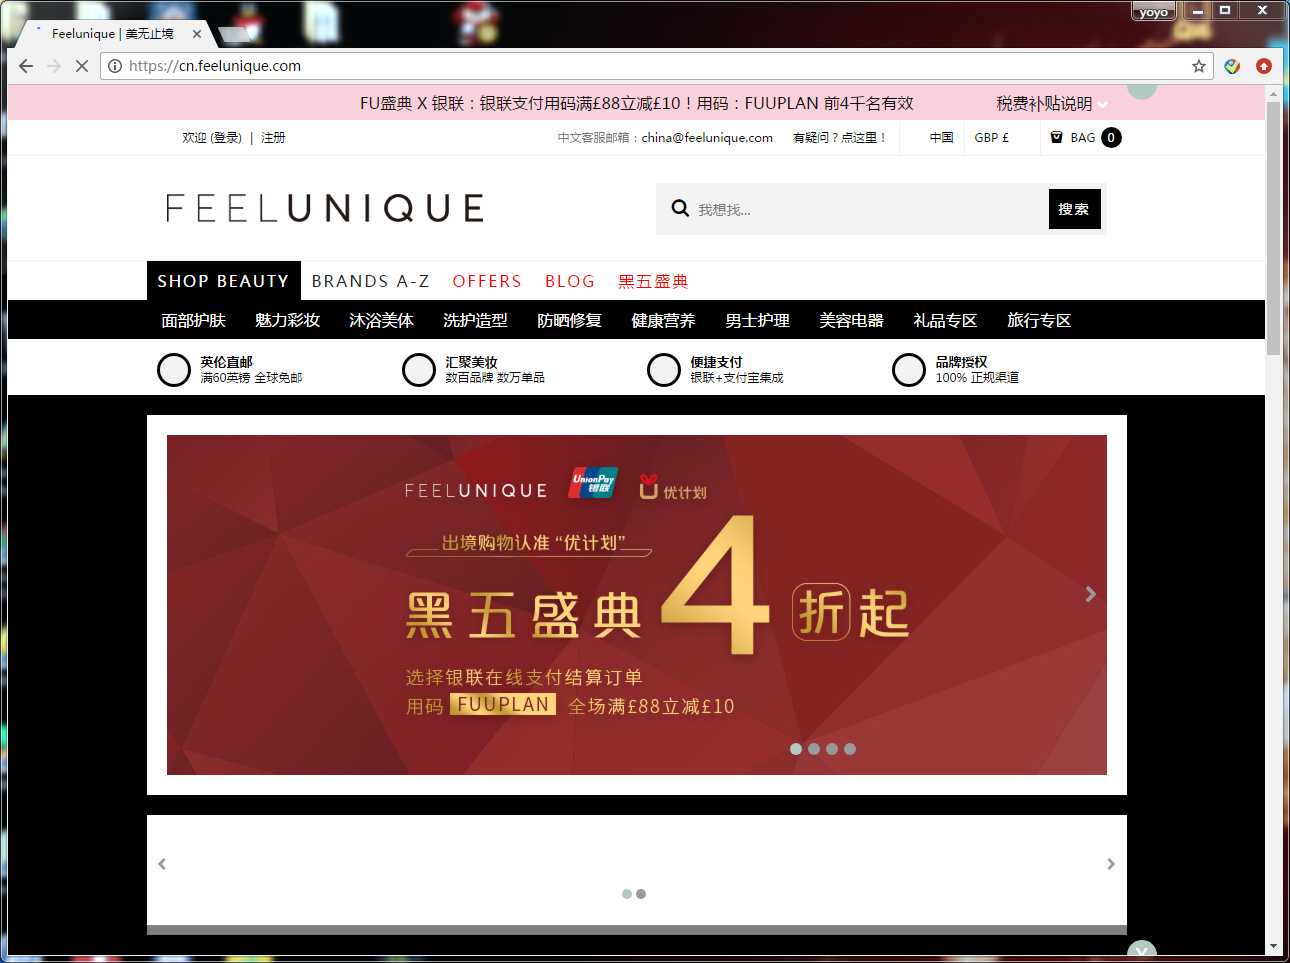 yoyo
Feelunique | 美无止境
https://cn.feelunique.com
FU盛典 X 银联：银联支付用码满£88立减£10！用码：FUUPLAN 前4千名有效
税费补贴说明
欢迎 (登录) | 注册
中文客服邮箱：china@feelunique.com
有疑问？点这里！
中国
GBP £
BAG 0
FEELUNIQUE
我想找...
搜索
SHOP BEAUTY
BRANDS A-Z
OFFERS
BLOG
黑五盛典
面部护肤
魅力彩妆
沐浴美体
洗护造型
防晒修复
健康营养
男士护理
美容电器
礼品专区
旅行专区
英伦直邮
满60英镑 全球免邮
汇聚美妆
数百品牌 数万单品
便捷支付
银联+支付宝集成
品牌授权
100% 正规渠道
FEELUNIQUE
UnionPay
银联
优计划
出境购物认准 “优计划”
黑五盛典4折起
选择银联在线支付结算订单
用码 FUUPLAN 全场满£88立减£10